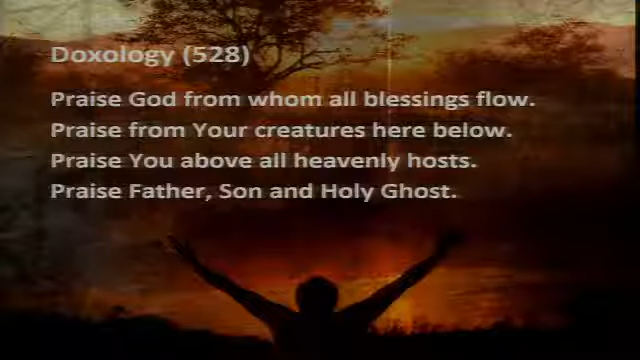 Doxology (528)
Praise God from whom all blessings flow.
Praise from Your creatures here below.
Praise You above all heavenly hosts.
Praise Father, Son and Holy Ghost.